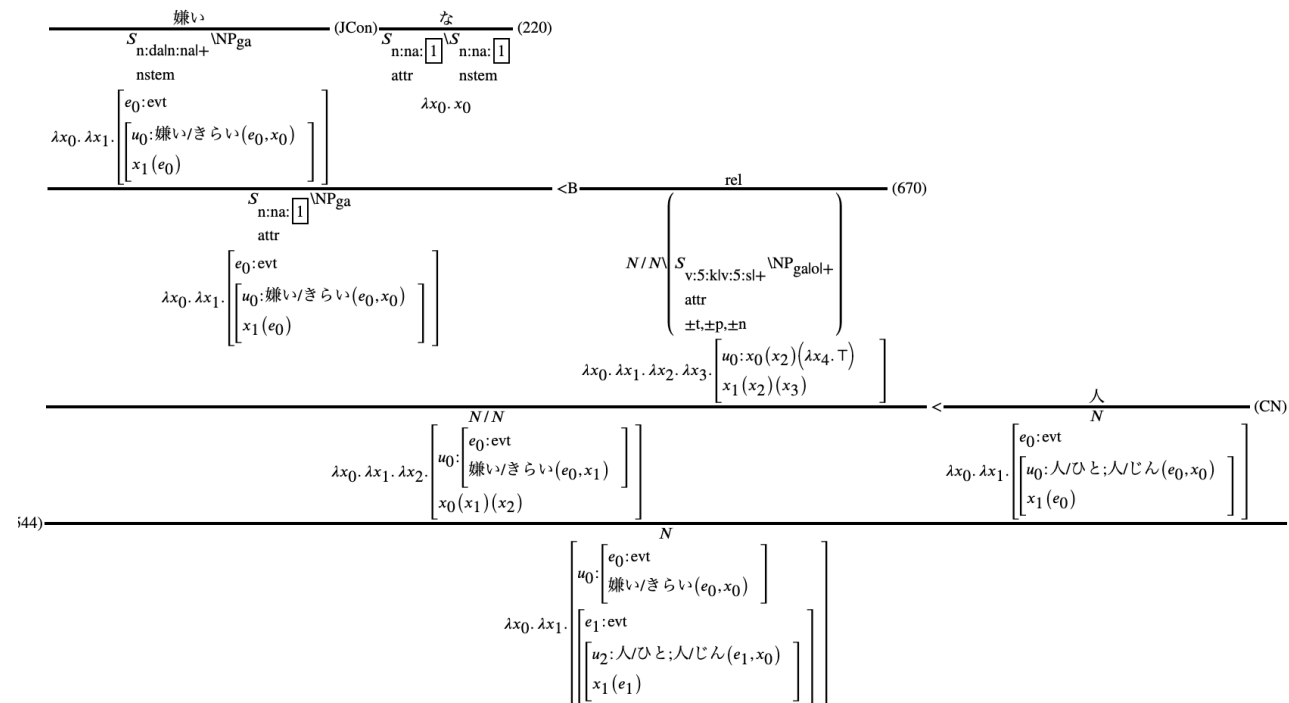 嫌い
な
(JCon)
(220)
S n:da|n:na|+ \NPga
nstem
S n:na: 1 \S n:na: 1
attr nstem
λx0. λx1. e0:evt
u0:嫌い/きらい(e0,x0)
x1(e0)
λx0. x0
<B
rel
(670)
S n:na: 1 \NPga
attr
λx0. λx1. e0:evt
u0:嫌い/きらい(e0,x0)
x1(e0)
N/N\ S v:5:k|v:5:s|+ \NPga|o|+
attr
±t,±p,±n
λx0. λx1. λx2. λx3. u0:x0(x2)(λx4.⊤)
x1(x2)(x3)
<
人
(CN)
N/N
λx0. λx1. λx2. u0: e0:evt
嫌い/きらい(e0,x1)
x0(x1)(x2)
N
λx0. λx1. e0:evt
u0:人/ひと;人/じん(e0,x0)
x1(e0)
544)
N
λx0. λx1. u0: e0:evt
嫌い/きらい(e0,x0)
e1:evt
u2:人/ひと;人/じん(e1,x0)
x1(e1)